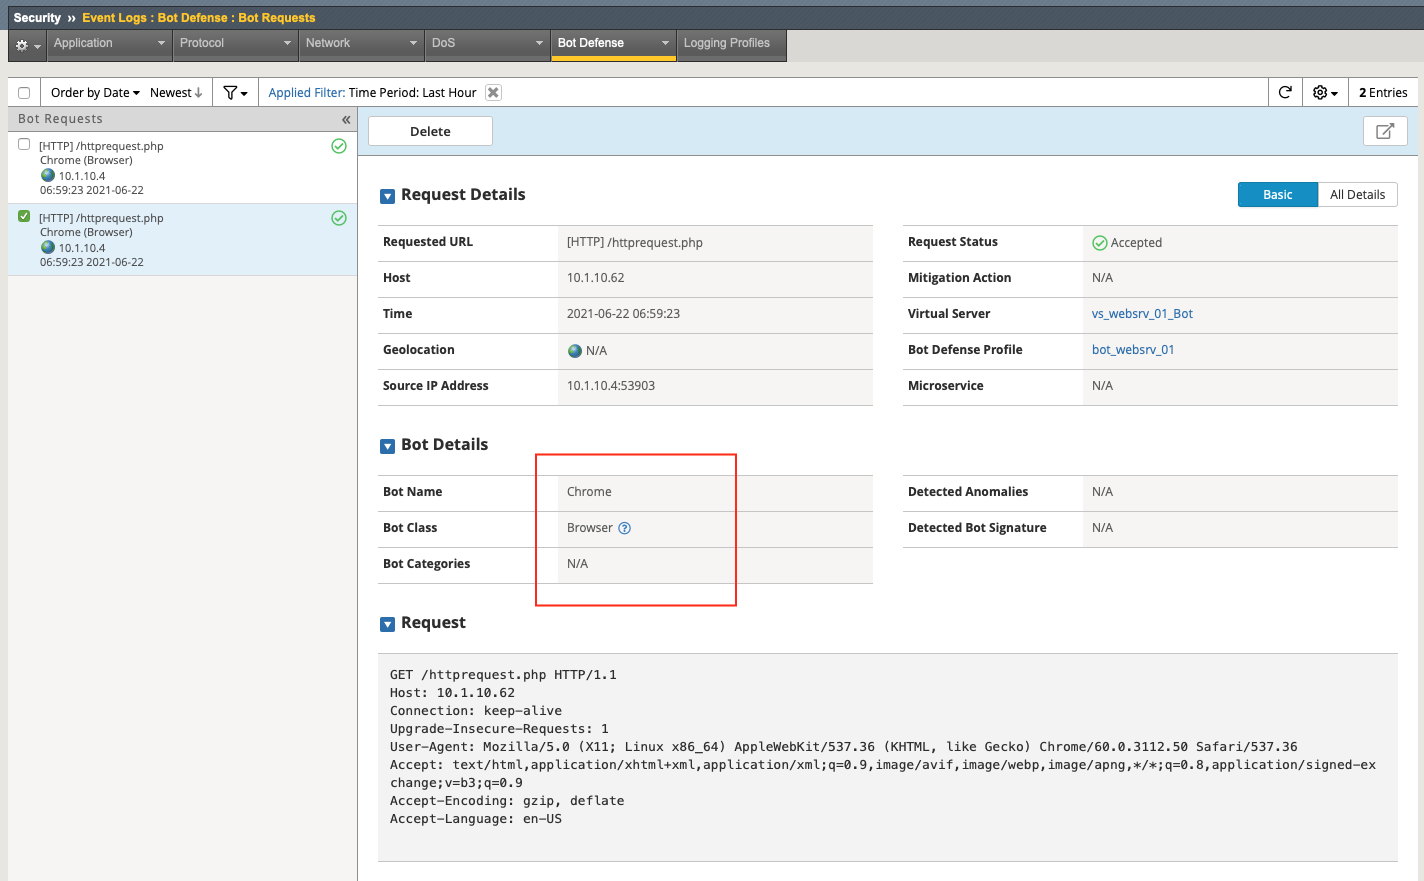 Security ›› Event Logs : Bot Defense : Bot Requests
Application Protocol Network DoS Bot Defense Logging Profiles
Order by Date Newest Applied Filter: Time Period: Last Hour 2 Entries
Bot Requests «
[HTTP] /httprequest.php
Chrome (Browser)
10.1.10.4
06:59:23 2021-06-22
[HTTP] /httprequest.php
Chrome (Browser)
10.1.10.4
06:59:23 2021-06-22
Delete
Request Details Basic All Details
Requested URL [HTTP] /httprequest.php
Host 10.1.10.62
Time 2021-06-22 06:59:23
Geolocation N/A
Source IP Address 10.1.10.4:53903
Request Status Accepted
Mitigation Action N/A
Virtual Server vs_websrv_01_Bot
Bot Defense Profile bot_websrv_01
Microservice N/A
Bot Details
Bot Name Chrome
Bot Class Browser ?
Bot Categories N/A
Detected Anomalies N/A
Detected Bot Signature N/A
Request
GET /httprequest.php HTTP/1.1
Host: 10.1.10.62
Connection: keep-alive
Upgrade-Insecure-Requests: 1
User-Agent: Mozilla/5.0 (X11; Linux x86_64) AppleWebKit/537.36 (KHTML, like Gecko) Chrome/60.0.3112.50 Safari/537.36
Accept: text/html,application/xhtml+xml,application/xml;q=0.9,image/avif,image/webp,image/apng,*/*;q=0.8,application/signed-ex
change;v=b3;q=0.9
Accept-Encoding: gzip, deflate
Accept-Language: en-US